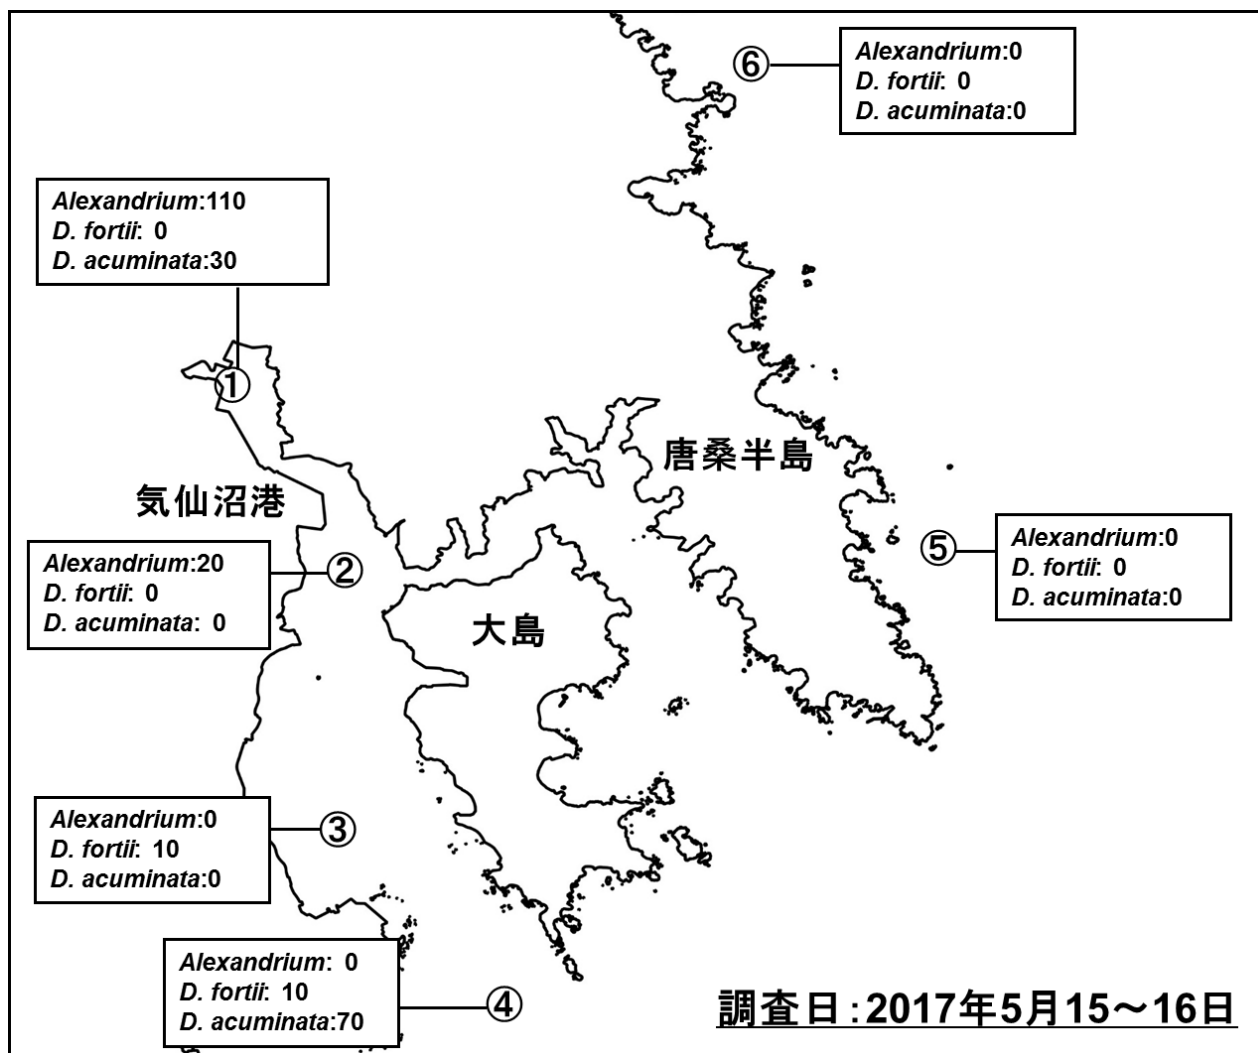 ⑥
Alexandrium:0
D. fortii: 0
D. acuminata:0
Alexandrium:110
D. fortii: 0
D. acuminata:30
①
唐桑半島
気仙沼港
Alexandrium:20
D. fortii: 0
D. acuminata: 0
②
⑤
Alexandrium:0
D. fortii: 0
D. acuminata:0
大島
Alexandrium:0
D. fortii: 10
D. acuminata:0
③
Alexandrium: 0
D. fortii: 10
D. acuminata:70
④
調査日:2017年5月15～16日